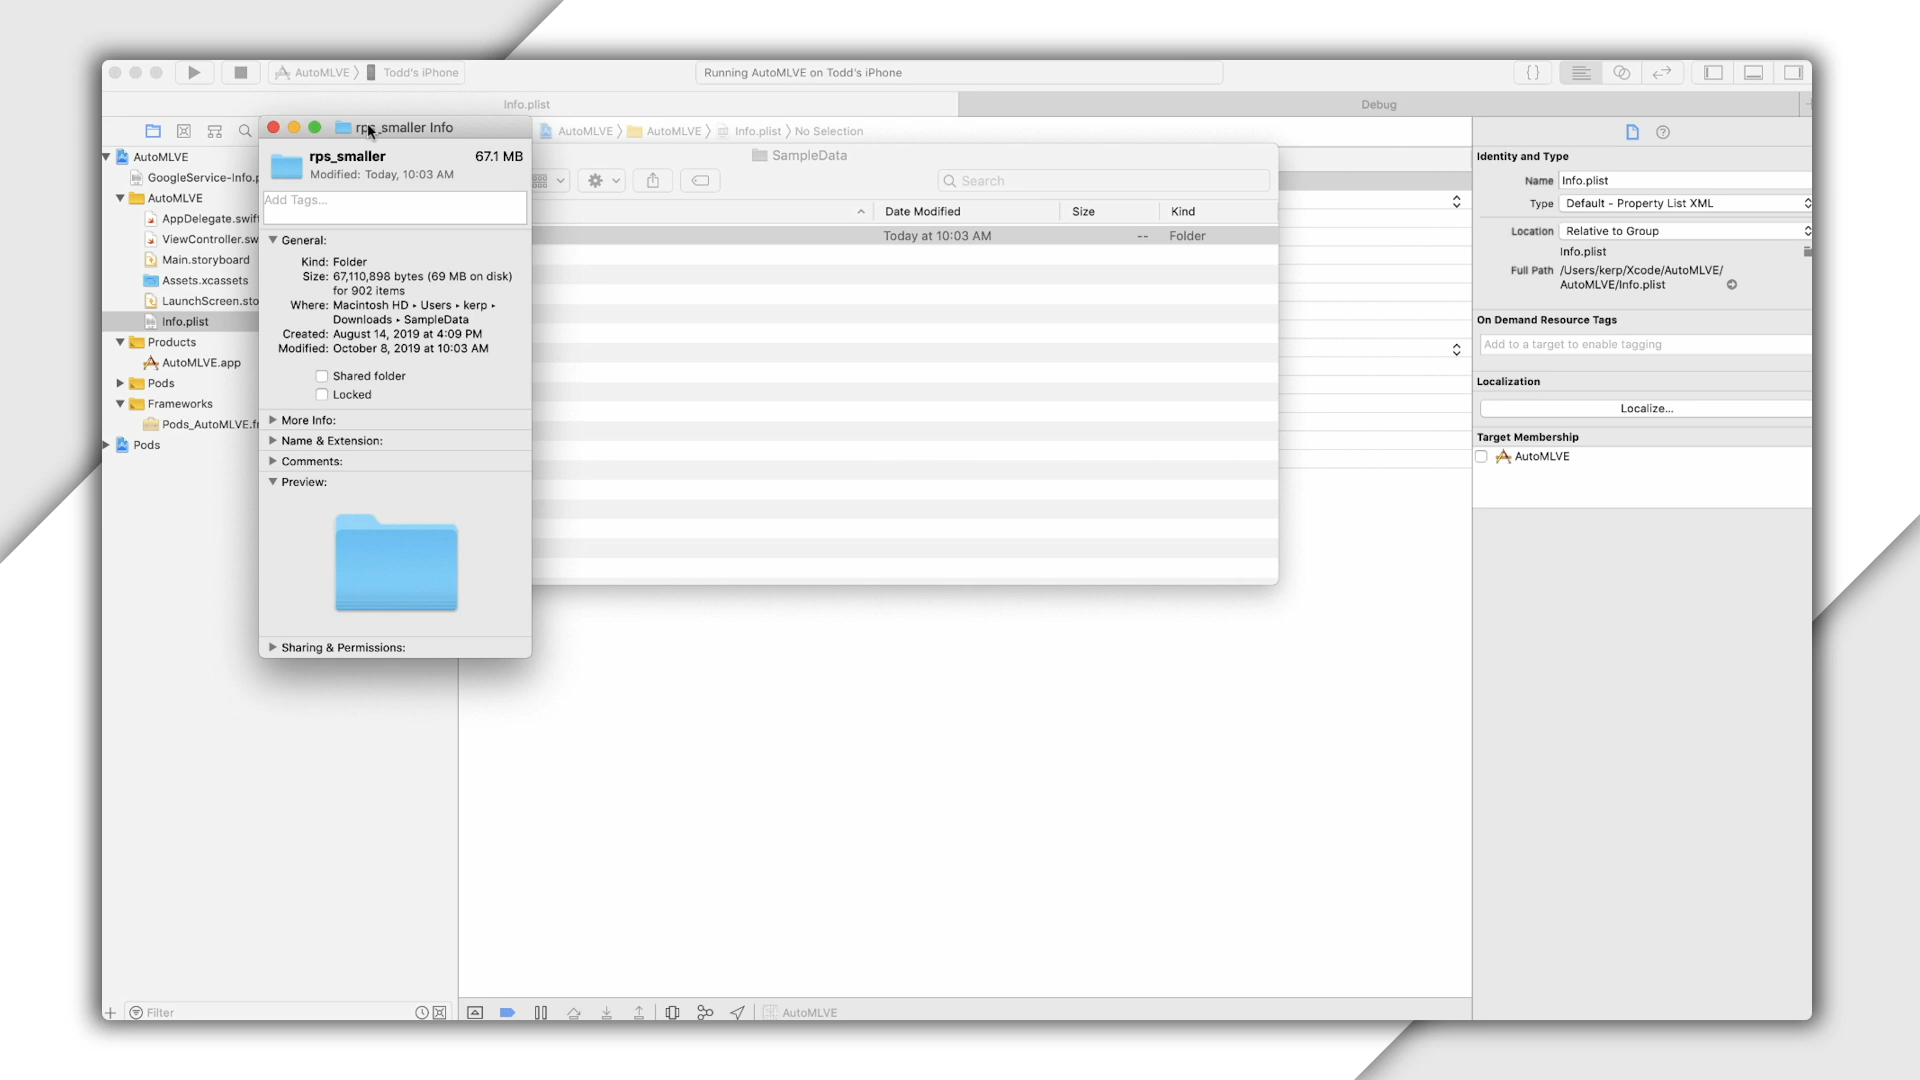 AutoMLVE
Todd's iPhone
Running AutoMLVE on Todd's iPhone
{}
Info.plist
Debug
rps_smaller Info
AutoMLVE
AutoMLVE
Info.plist
No Selection
rps_smaller
67.1 MB
Modified: Today, 10:03 AM
Add Tags...
General:
Kind: Folder
Size: 67,110,898 bytes (69 MB on disk)
for 902 items
Where: Macintosh HD ▸ Users ▸ kerp ▸
Downloads ▸ SampleData
Created: August 14, 2019 at 4:09 PM
Modified: October 8, 2019 at 10:03 AM
Shared folder
Locked
More Info:
Name & Extension:
Comments:
Preview:
Sharing & Permissions:
AutoMLVE
GoogleService-Info.p
AutoMLVE
AppDelegate.swift
ViewController.sw
Main.storyboard
Assets.xcassets
LaunchScreen.sto
Info.plist
Products
AutoMLVE.app
Pods
Frameworks
Pods_AutoMLVE.fr
Pods
SampleData
Search
Date Modified
Size
Kind
Today at 10:03 AM
--
Folder
Identity and Type
Name
Info.plist
Type
Default - Property List XML
Location
Relative to Group
Info.plist
Full Path
/Users/kerp/Xcode/AutoMLVE/
AutoMLVE/Info.plist
On Demand Resource Tags
Add to a target to enable tagging
Localization
Localize...
Target Membership
AutoMLVE
Filter
AutoMLVE